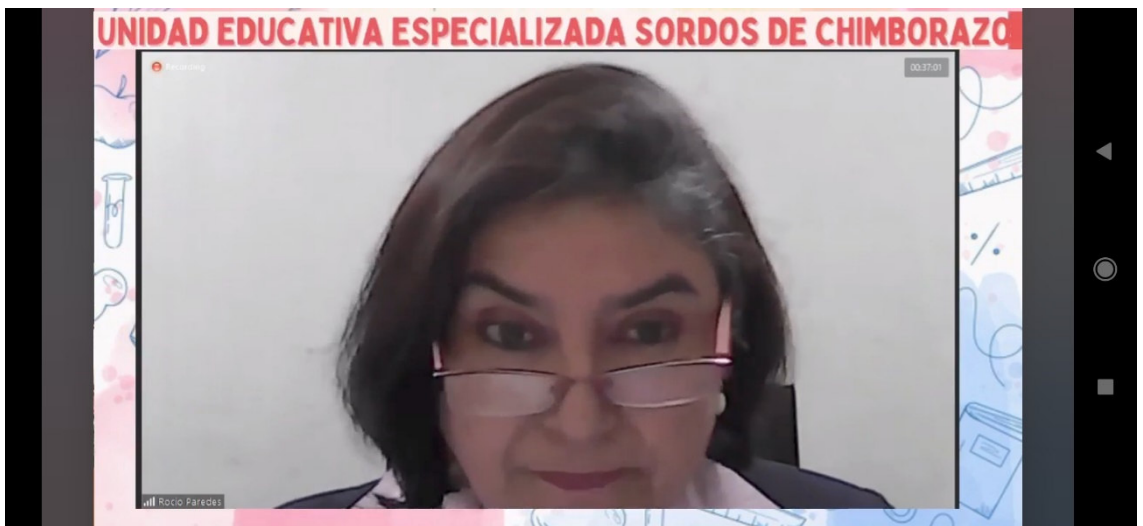 UNIDAD EDUCATIVA ESPECIALIZADA SORDOS DE CHIMBORAZO
Recording
00:37:01
Rocio Paredes